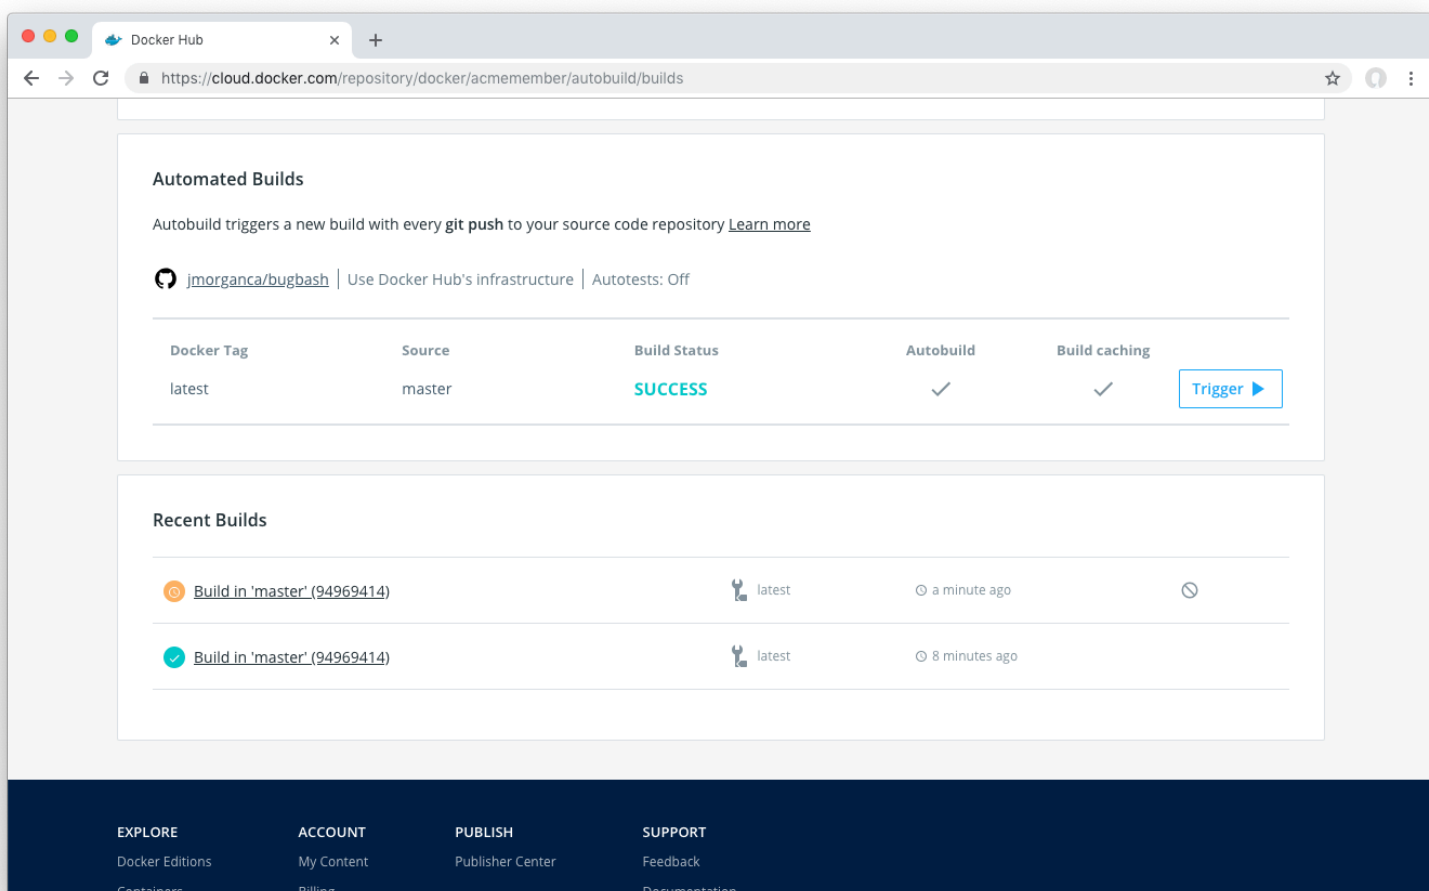 Docker Hub
https://cloud.docker.com/repository/docker/acmemember/autobuild/builds
Automated Builds
Autobuild triggers a new build with every git push to your source code repository Learn more
jmorganca/bugbash | Use Docker Hub's infrastructure | Autotests: Off
Docker Tag Source Build Status Autobuild Build caching
latest master SUCCESS Trigger
Recent Builds
Build in 'master' (94969414) latest a minute ago
Build in 'master' (94969414) latest 8 minutes ago
EXPLORE ACCOUNT PUBLISH SUPPORT
Docker Editions My Content Publisher Center Feedback
Containers Billing Documentation